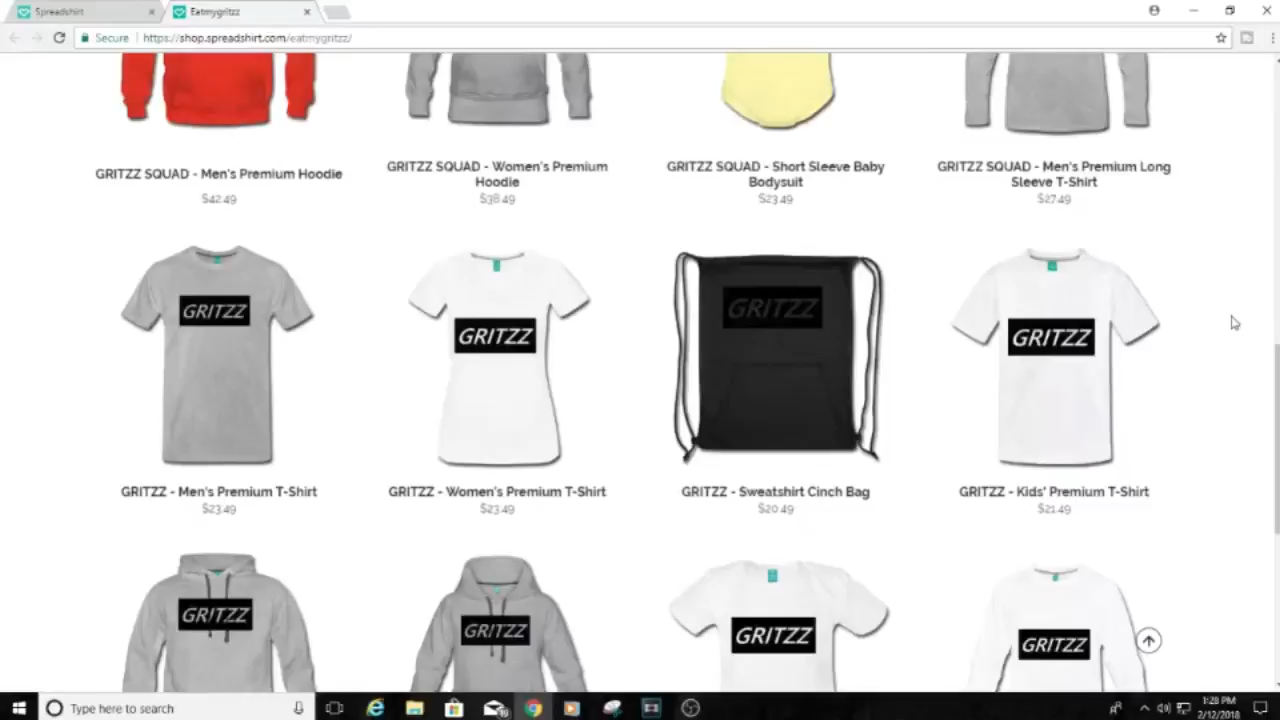 Spreadshirt
Eatmygritzz
Secure
https://shop.spreadshirt.com/eatmygritzz/
GRITZZ SQUAD - Men's Premium Hoodie
$42.49
GRITZZ SQUAD - Women's Premium
Hoodie
$38.49
GRITZZ SQUAD - Short Sleeve Baby
Bodysuit
$23.49
GRITZZ SQUAD - Men's Premium Long
Sleeve T-Shirt
$27.49
GRITZZ
GRITZZ
GRITZZ
GRITZZ
GRITZZ - Men's Premium T-Shirt
$23.49
GRITZZ - Women's Premium T-Shirt
$23.49
GRITZZ - Sweatshirt Cinch Bag
$20.49
GRITZZ - Kids' Premium T-Shirt
$21.49
GRITZZ
GRITZZ
GRITZZ
GRITZZ
Type here to search
1:28 PM
2/12/2018